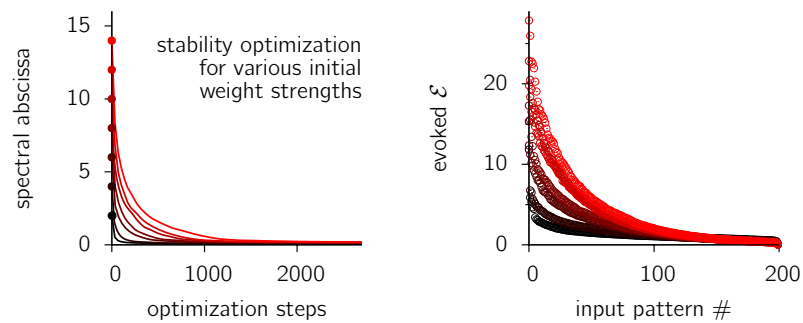 15
10
5
0
spectral abscissa
stability optimization
for various initial
weight strengths
0 1000 2000
optimization steps
20
10
0
evoked ℰ
0 100 200
input pattern #